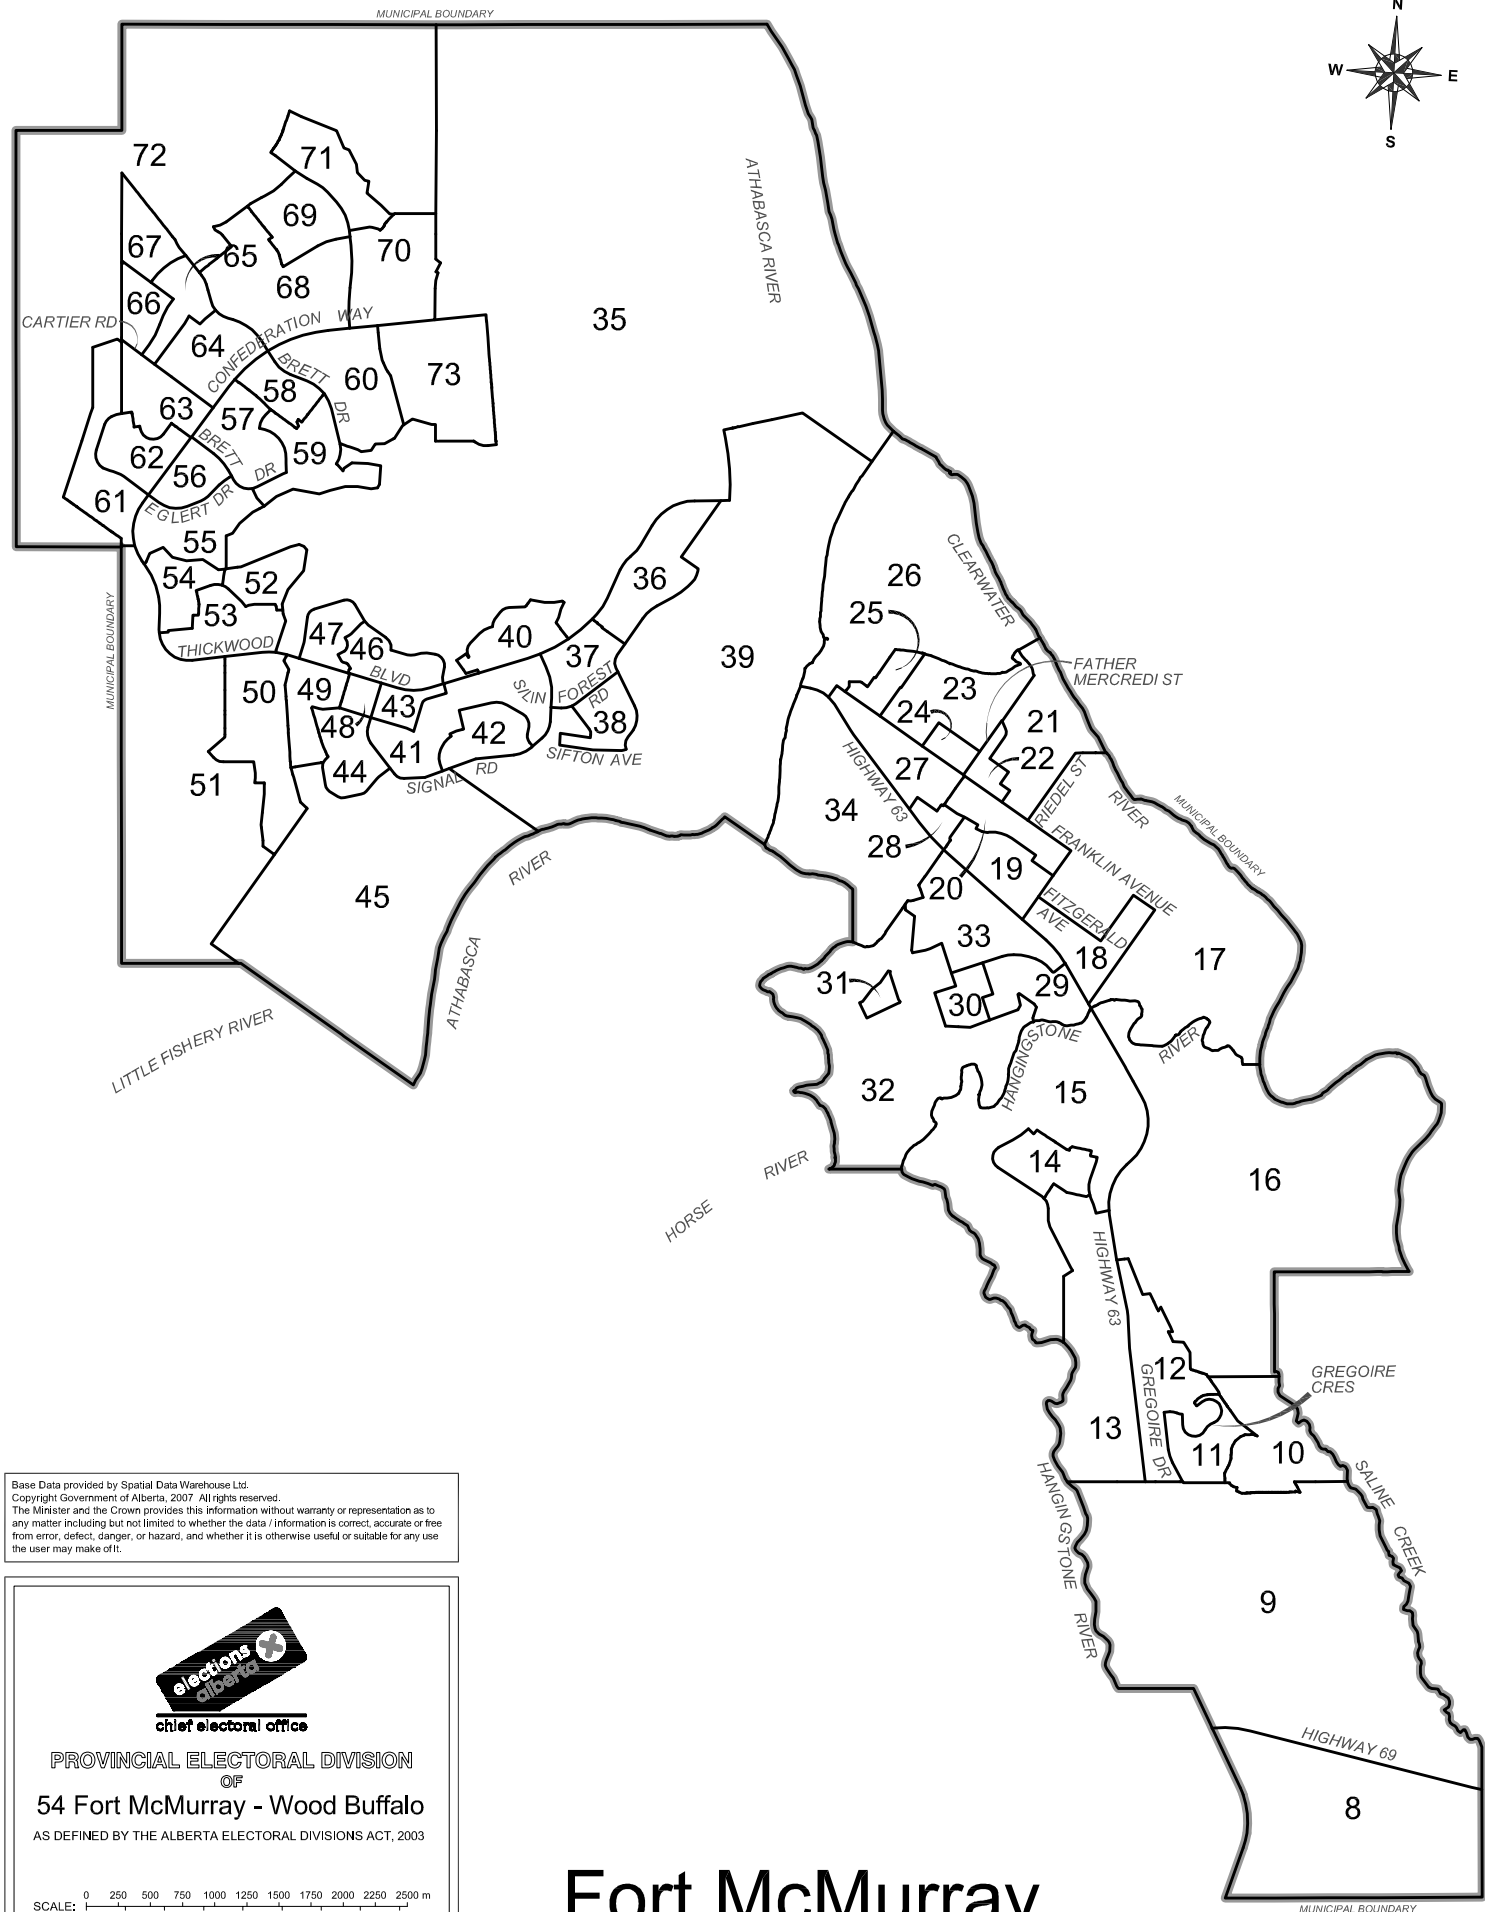 MUNICIPAL BOUNDARY
N
W
E
S
72
71
69
67
65
70
68
66
ATHABASCA RIVER
35
CARTIER RD
CONFEDERATION WAY
64
BRETT DR
58
60
73
63
57
59
62
56
BRETT DR
61
EGLERT DR
55
54
52
53
THICKWOOD BLVD
MUNICIPAL BOUNDARY
36
26
CLEARWATER RIVER
25
47
46
40
37
39
FATHER
MERCREDI ST
50
49
43
48
S/LIN
FOREST RD
38
42
41
44
SIFTON AVE
SIGNAL RD
51
45
23
24
21
22
27
HIGHWAY 63
RIEDEL ST
34
28
FRANKLIN AVENUE
MUNICIPAL BOUNDARY
19
20
FITZGERALD AVE
33
18
17
31
30
29
ATHABASCA RIVER
LITTLE FISHERY RIVER
HANGINGSTONE RIVER
32
15
14
16
HORSE RIVER
HIGHWAY 63
12
GREGOIRE
CRES
GREGOIRE DR
13
11
10
SALINE CREEK
HANGINGSTONE RIVER
9
HIGHWAY 69
8
MUNICIPAL BOUNDARY
Base Data provided by Spatial Data Warehouse Ltd.
Copyright Government of Alberta, 2007 All rights reserved.
The Minister and the Crown provides this information without warranty or representation as to
any matter including but not limited to whether the data / information is correct, accurate or free
from error, defect, danger, or hazard, and whether it is otherwise useful or suitable for any use
the user may make of it.
elections
alberta
chief electoral office
PROVINCIAL ELECTORAL DIVISION
OF
54 Fort McMurray - Wood Buffalo
AS DEFINED BY THE ALBERTA ELECTORAL DIVISIONS ACT, 2003
SCALE: 0 250 500 750 1000 1250 1500 1750 2000 2250 2500 m
Fort McMurray